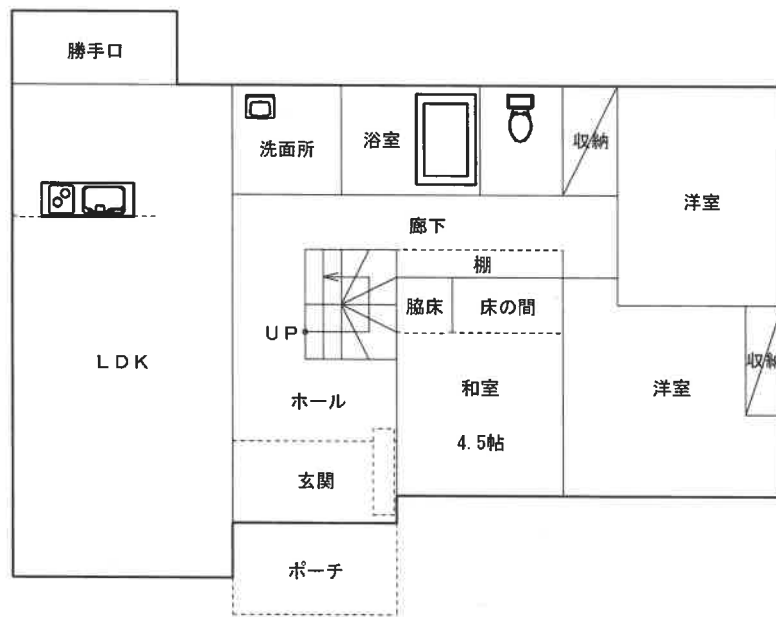 勝手口
洗面所
浴室
収納
洋室
廊下
棚
脇床
床の間
UP
LDK
ホール
和室
4.5帖
洋室
収納
玄関
ポーチ